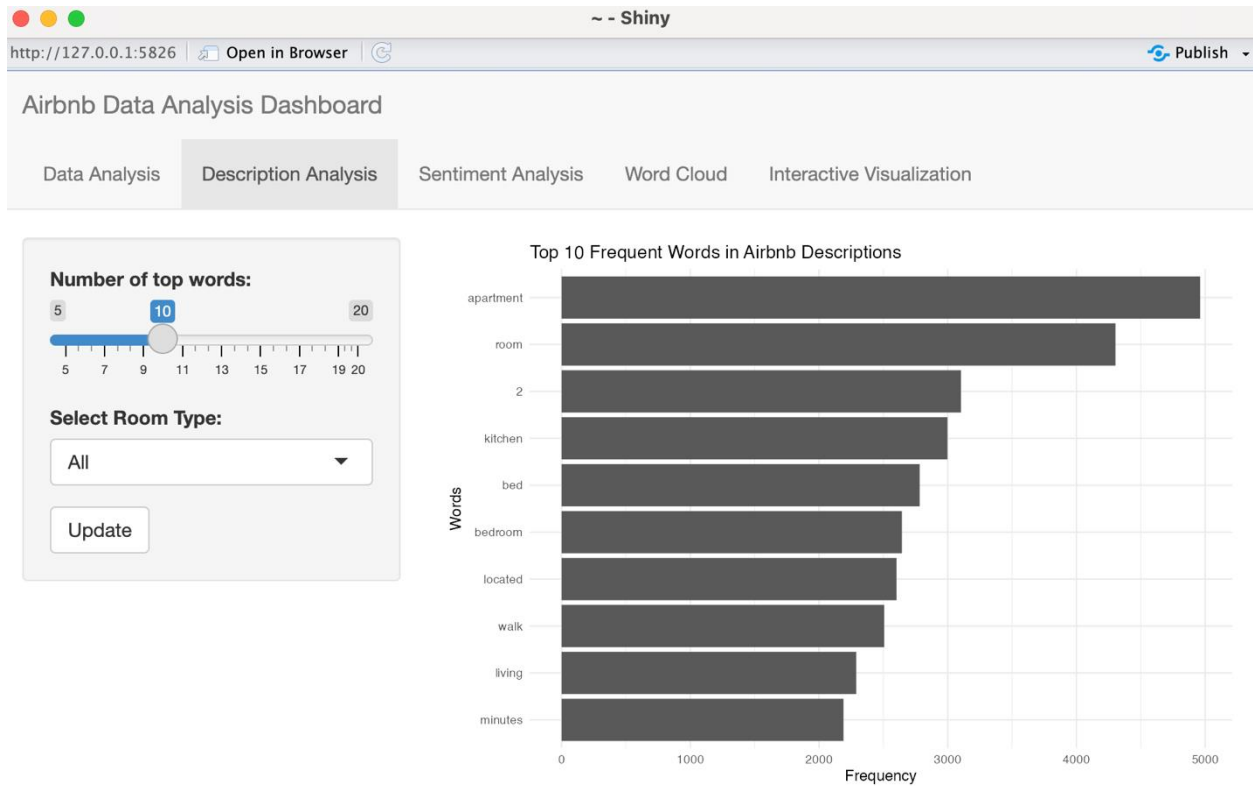 ~ - Shiny
http://127.0.0.1:5826 Open in Browser Publish
Airbnb Data Analysis Dashboard
Data Analysis Description Analysis Sentiment Analysis Word Cloud Interactive Visualization
Number of top words:
5 10 20
5 7 9 11 13 15 17 19 20
Select Room Type:
All
Update
Top 10 Frequent Words in Airbnb Descriptions
Words
apartment
room
2
kitchen
bed
bedroom
located
walk
living
minutes
0 1000 2000 3000 4000 5000
Frequency